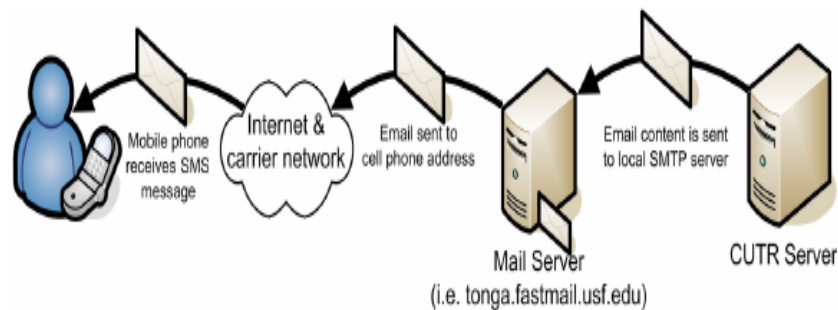 Mobile phone
receives SMS
message
Internet &
carrier network
Email sent to
cell phone address
Email content is sent
to local SMTP server
Mail Server
(i.e. tonga.fastmail.usf.edu)
CUTR Server